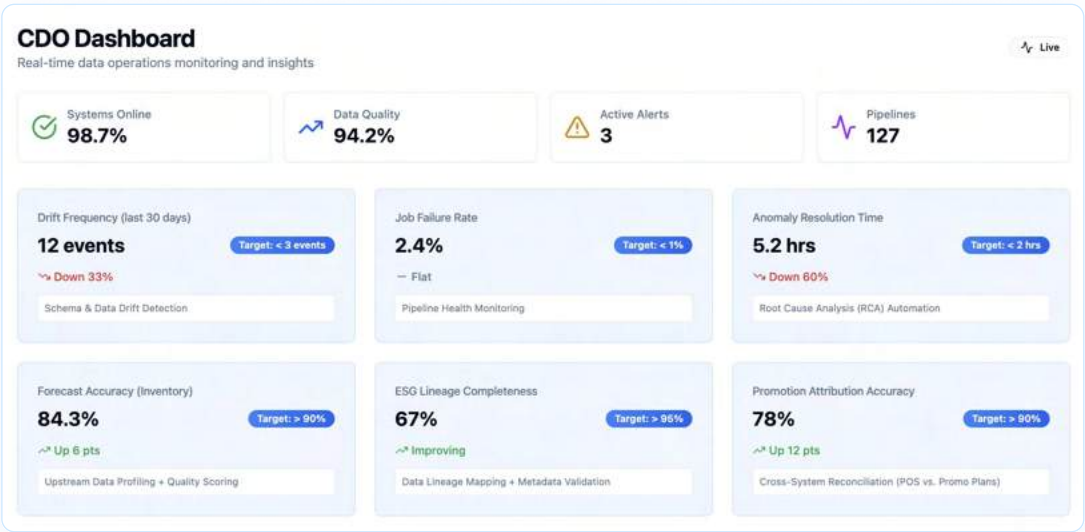 CDO Dashboard
Real-time data operations monitoring and insights
Live
Systems Online
98.7%
Data Quality
94.2%
Active Alerts
3
Pipelines
127
Drift Frequency (last 30 days)
12 events
Target: < 3 events
Down 33%
Schema & Data Drift Detection
Job Failure Rate
2.4%
Target: < 1%
Flat
Pipeline Health Monitoring
Anomaly Resolution Time
5.2 hrs
Target: < 2 hrs
Down 60%
Root Cause Analysis (RCA) Automation
Forecast Accuracy (Inventory)
84.3%
Target: > 90%
Up 6 pts
Upstream Data Profiling + Quality Scoring
ESG Lineage Completeness
67%
Target: > 95%
Improving
Data Lineage Mapping + Metadata Validation
Promotion Attribution Accuracy
78%
Target: > 90%
Up 12 pts
Cross-System Reconciliation (POS vs. Promo Plans)